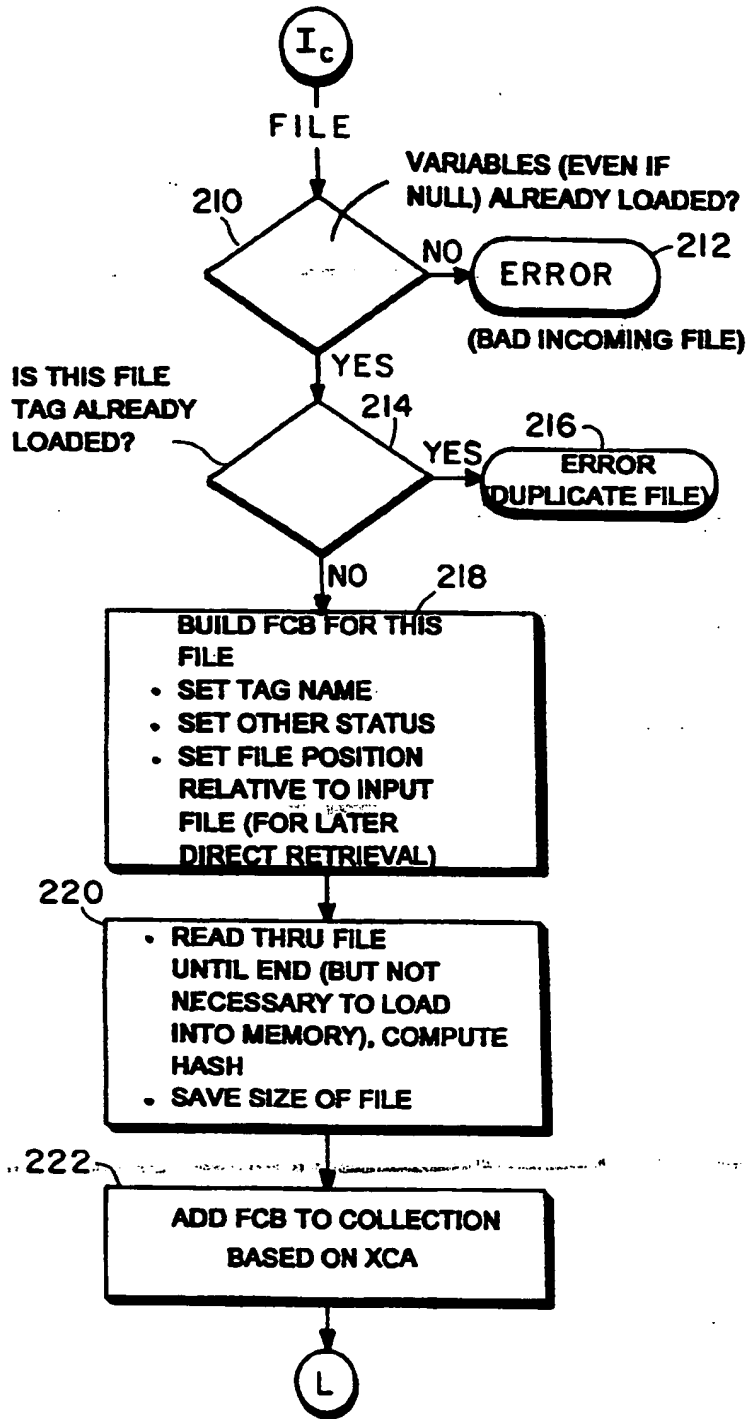 Ic
FILE
VARIABLES (EVEN IF
NULL) ALREADY LOADED?
210
NO
ERROR
212
(BAD INCOMING FILE)
YES
IS THIS FILE
TAG ALREADY
LOADED?
214
YES
216
ERROR
(DUPLICATE FILE)
NO
218
BUILD FCB FOR THIS
FILE
• SET TAG NAME
• SET OTHER STATUS
• SET FILE POSITION
RELATIVE TO INPUT
FILE (FOR LATER
DIRECT RETRIEVAL)
220
• READ THRU FILE
UNTIL END (BUT NOT
NECESSARY TO LOAD
INTO MEMORY), COMPUTE
HASH
• SAVE SIZE OF FILE
222
ADD FCB TO COLLECTION
BASED ON XCA
L